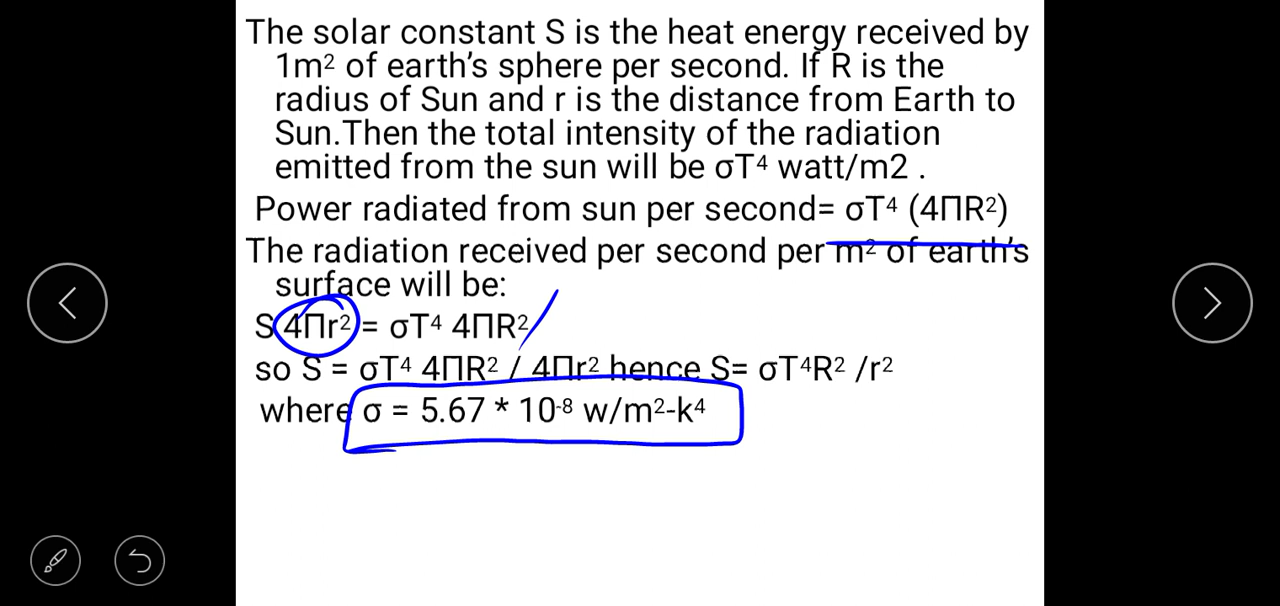 The solar constant S is the heat energy received by
1m² of earth's sphere per second. If R is the
radius of Sun and r is the distance from Earth to
Sun.Then the total intensity of the radiation
emitted from the sun will be σT⁴ watt/m2 .
Power radiated from sun per second= σT⁴ (4ΠR²)
The radiation received per second per m² of earth's
surface will be:
S 4Πr² = σT⁴ 4ΠR²
so S = σT⁴ 4ΠR² / 4Πr² hence S= σT⁴R² /r²
where σ = 5.67 * 10⁻⁸ w/m²-k⁴